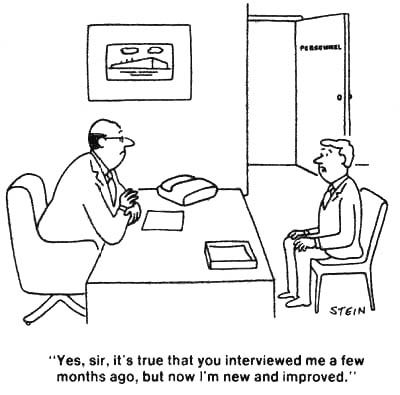 PERSONNEL
STEIN
"Yes, sir, it's true that you interviewed me a few
months ago, but now I'm new and improved."